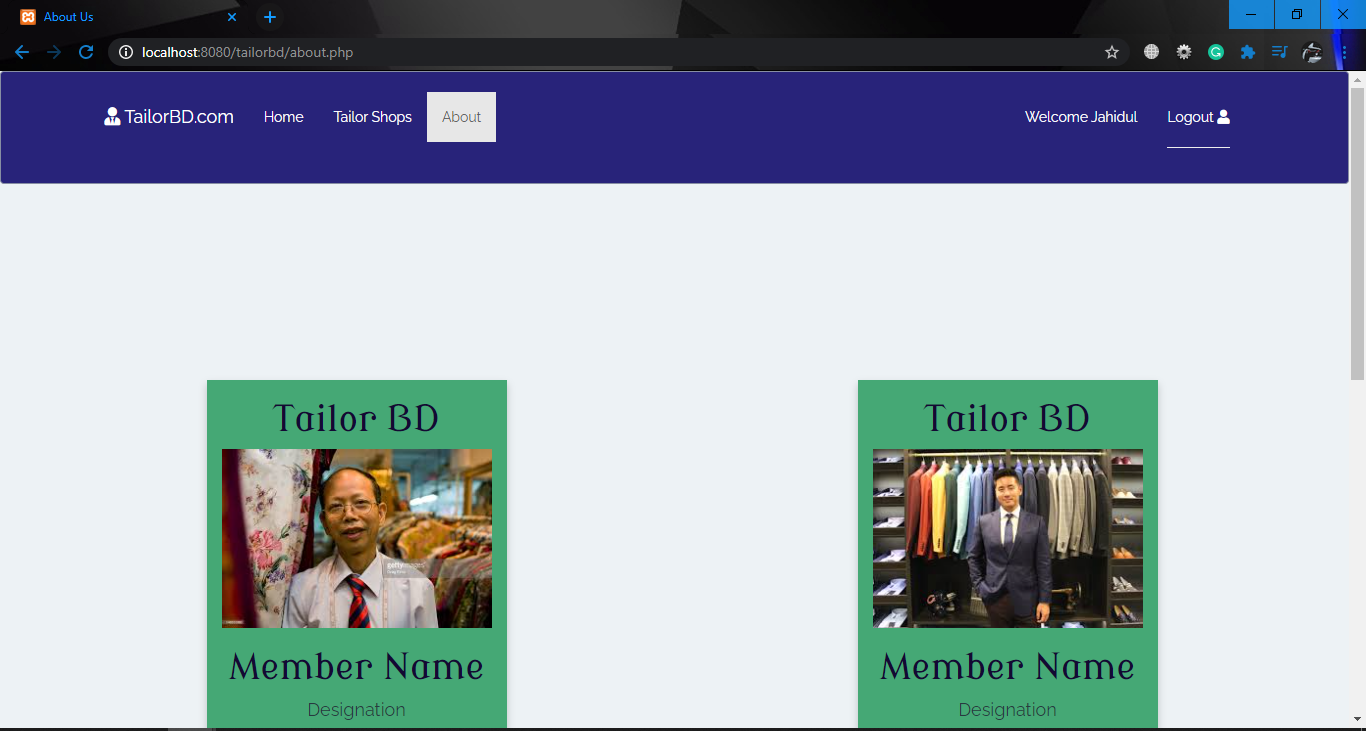 About Us
localhost:8080/tailorbd/about.php
TailorBD.com Home Tailor Shops About Welcome Jahidul Logout
Tailor BD Tailor BD
gettyimages
Member Name Member Name
Designation Designation